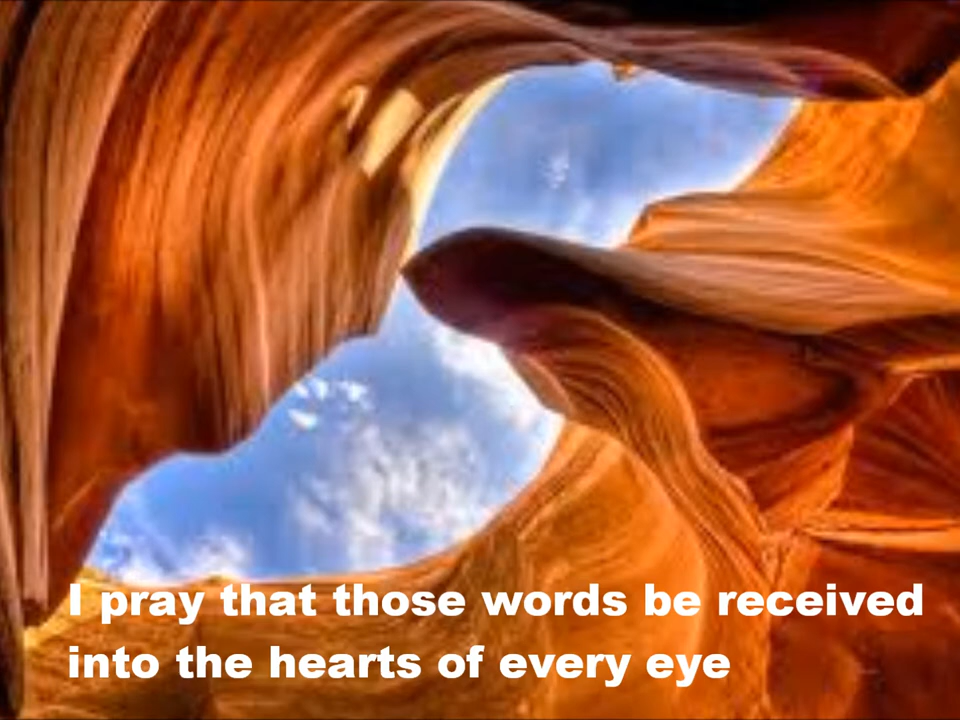 I pray that those words be received
into the hearts of every eye